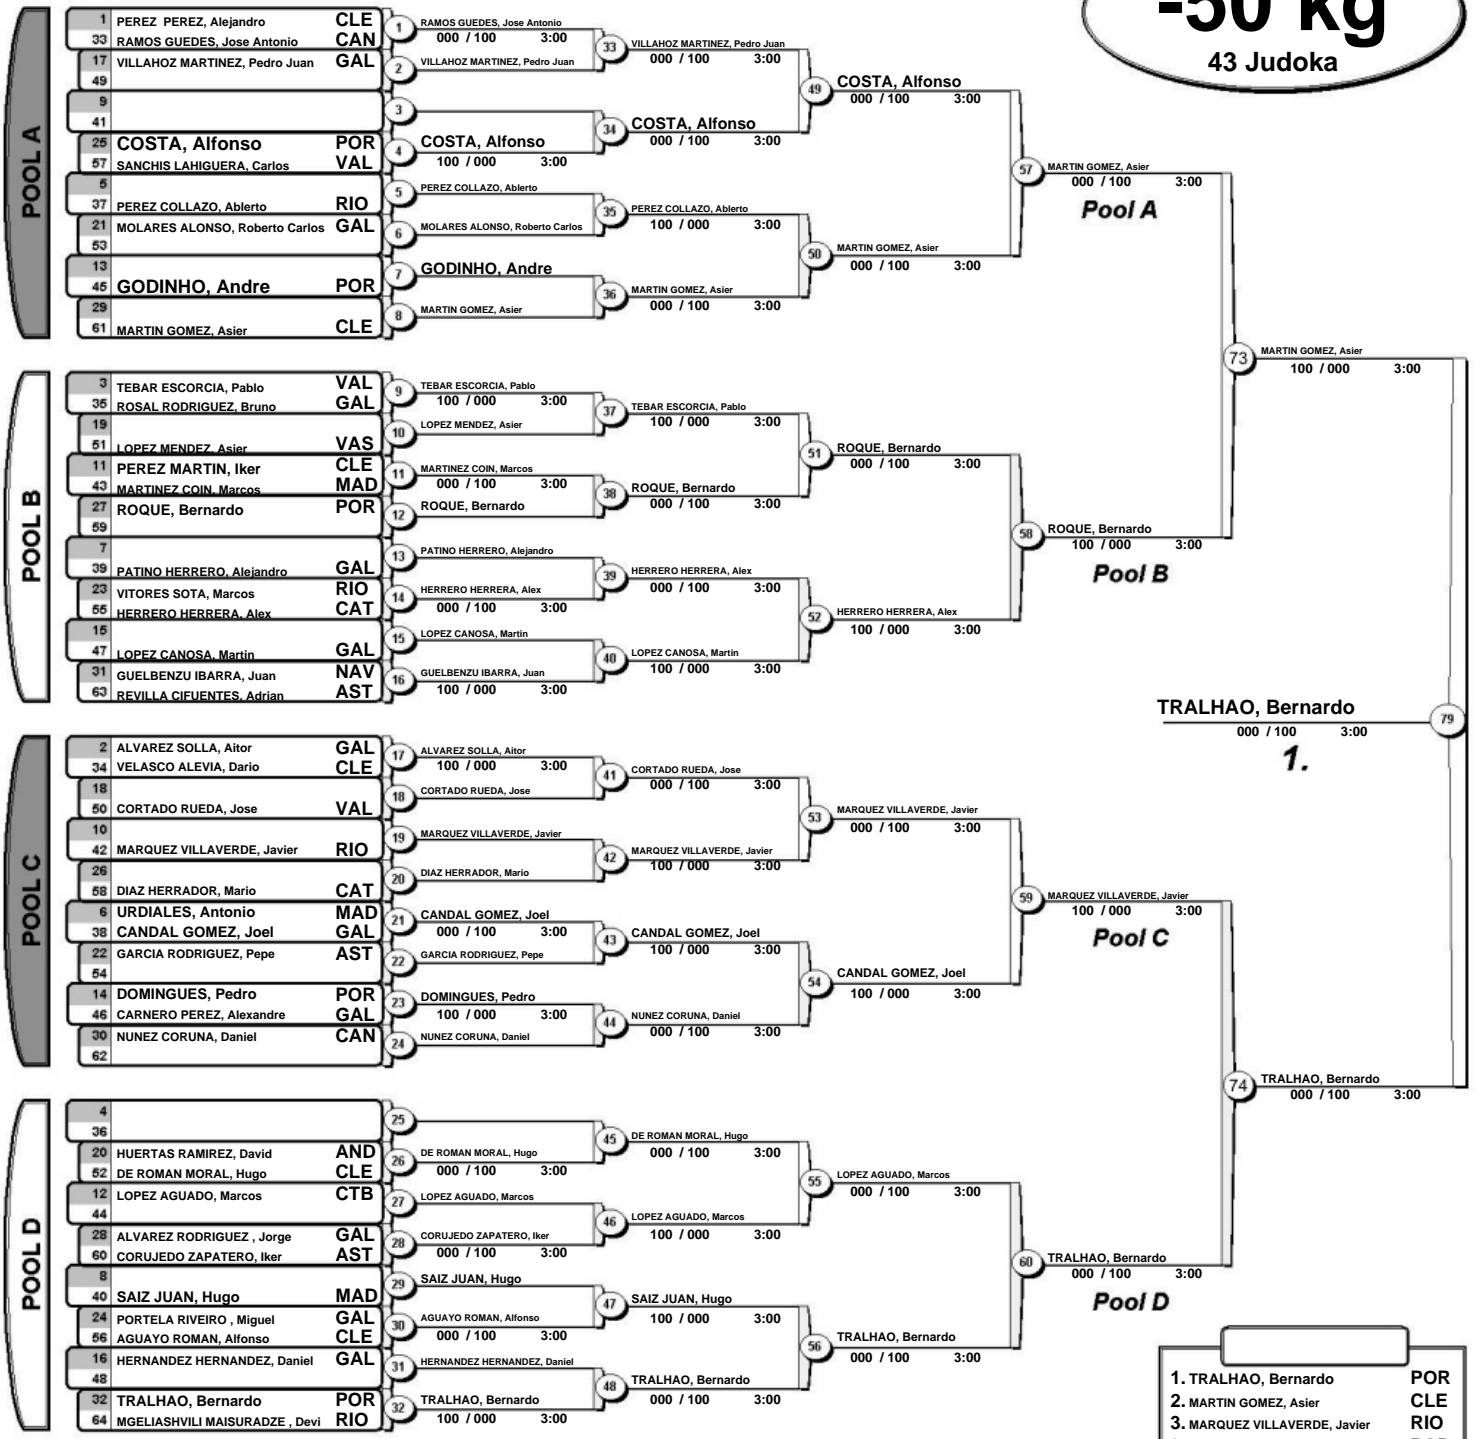 -50 kg
43 Judoka
POOL A
1 PEREZ PEREZ, Alejandro CLE
33 RAMOS GUEDES, Jose Antonio CAN
17 VILLAHOZ MARTINEZ, Pedro Juan GAL
49
9
41
25 COSTA, Alfonso POR
57 SANCHIS LAHIGUERA, Carlos VAL
5
37 PEREZ COLLAZO, Ablerto RIO
21 MOLARES ALONSO, Roberto Carlos GAL
53
13
45 GODINHO, Andre POR
29
61 MARTIN GOMEZ, Asier CLE
1 RAMOS GUEDES, Jose Antonio
000 / 100 3:00
2 VILLAHOZ MARTINEZ, Pedro Juan
3
4 COSTA, Alfonso
100 / 000 3:00
5 PEREZ COLLAZO, Ablerto
6 MOLARES ALONSO, Roberto Carlos
7 GODINHO, Andre
8 MARTIN GOMEZ, Asier
33 VILLAHOZ MARTINEZ, Pedro Juan
000 / 100 3:00
34 COSTA, Alfonso
000 / 100 3:00
35 PEREZ COLLAZO, Ablerto
100 / 000 3:00
36 MARTIN GOMEZ, Asier
000 / 100 3:00
49 COSTA, Alfonso
000 / 100 3:00
50 MARTIN GOMEZ, Asier
000 / 100 3:00
57 MARTIN GOMEZ, Asier
000 / 100 3:00
Pool A
POOL B
3 TEBAR ESCORCIA, Pablo VAL
35 ROSAL RODRIGUEZ, Bruno GAL
19
51 LOPEZ MENDEZ, Asier VAS
11 PEREZ MARTIN, Iker CLE
43 MARTINEZ COIN, Marcos MAD
27 ROQUE, Bernardo POR
59
7
39 PATINO HERRERO, Alejandro GAL
23 VITORES SOTA, Marcos RIO
55 HERRERO HERRERA, Alex CAT
15
47 LOPEZ CANOSA, Martin GAL
31 GUELBENZU IBARRA, Juan NAV
63 REVILLA CIFUENTES, Adrian AST
9 TEBAR ESCORCIA, Pablo
100 / 000 3:00
10 LOPEZ MENDEZ, Asier
11 MARTINEZ COIN, Marcos
000 / 100 3:00
12 ROQUE, Bernardo
13 PATINO HERRERO, Alejandro
14 HERRERO HERRERA, Alex
000 / 100 3:00
15 LOPEZ CANOSA, Martin
16 GUELBENZU IBARRA, Juan
100 / 000 3:00
37 TEBAR ESCORCIA, Pablo
100 / 000 3:00
38 ROQUE, Bernardo
000 / 100 3:00
39 HERRERO HERRERA, Alex
000 / 100 3:00
40 LOPEZ CANOSA, Martin
100 / 000 3:00
51 ROQUE, Bernardo
000 / 100 3:00
52 HERRERO HERRERA, Alex
100 / 000 3:00
58 ROQUE, Bernardo
100 / 000 3:00
Pool B
73 MARTIN GOMEZ, Asier
100 / 000 3:00
TRALHAO, Bernardo 79
000 / 100 3:00
1.
POOL C
2 ALVAREZ SOLLA, Aitor GAL
34 VELASCO ALEVIA, Dario CLE
18
50 CORTADO RUEDA, Jose VAL
10
42 MARQUEZ VILLAVERDE, Javier RIO
26
58 DIAZ HERRADOR, Mario CAT
6 URDIALES, Antonio MAD
38 CANDAL GOMEZ, Joel GAL
22 GARCIA RODRIGUEZ, Pepe AST
54
14 DOMINGUES, Pedro POR
46 CARNERO PEREZ, Alexandre GAL
30 NUNEZ CORUNA, Daniel CAN
62
17 ALVAREZ SOLLA, Aitor
100 / 000 3:00
18 CORTADO RUEDA, Jose
19 MARQUEZ VILLAVERDE, Javier
20 DIAZ HERRADOR, Mario
21 CANDAL GOMEZ, Joel
000 / 100 3:00
22 GARCIA RODRIGUEZ, Pepe
23 DOMINGUES, Pedro
100 / 000 3:00
24 NUNEZ CORUNA, Daniel
41 CORTADO RUEDA, Jose
000 / 100 3:00
42 MARQUEZ VILLAVERDE, Javier
100 / 000 3:00
43 CANDAL GOMEZ, Joel
100 / 000 3:00
44 NUNEZ CORUNA, Daniel
000 / 100 3:00
53 MARQUEZ VILLAVERDE, Javier
000 / 100 3:00
54 CANDAL GOMEZ, Joel
100 / 000 3:00
59 MARQUEZ VILLAVERDE, Javier
100 / 000 3:00
Pool C
74 TRALHAO, Bernardo
000 / 100 3:00
POOL D
4
36
20 HUERTAS RAMIREZ, David AND
52 DE ROMAN MORAL, Hugo CLE
12 LOPEZ AGUADO, Marcos CTB
44
28 ALVAREZ RODRIGUEZ , Jorge GAL
60 CORUJEDO ZAPATERO, Iker AST
8
40 SAIZ JUAN, Hugo MAD
24 PORTELA RIVEIRO , Miguel GAL
56 AGUAYO ROMAN, Alfonso CLE
16 HERNANDEZ HERNANDEZ, Daniel GAL
48
32 TRALHAO, Bernardo POR
64 MGELIASHVILI MAISURADZE , Devi RIO
25
26 DE ROMAN MORAL, Hugo
000 / 100 3:00
27 LOPEZ AGUADO, Marcos
28 CORUJEDO ZAPATERO, Iker
000 / 100 3:00
29 SAIZ JUAN, Hugo
30 AGUAYO ROMAN, Alfonso
000 / 100 3:00
31 HERNANDEZ HERNANDEZ, Daniel
32 TRALHAO, Bernardo
100 / 000 3:00
45 DE ROMAN MORAL, Hugo
000 / 100 3:00
46 LOPEZ AGUADO, Marcos
100 / 000 3:00
47 SAIZ JUAN, Hugo
100 / 000 3:00
48 TRALHAO, Bernardo
000 / 100 3:00
55 LOPEZ AGUADO, Marcos
000 / 100 3:00
56 TRALHAO, Bernardo
000 / 100 3:00
60 TRALHAO, Bernardo
000 / 100 3:00
Pool D
1. TRALHAO, Bernardo POR
2. MARTIN GOMEZ, Asier CLE
3. MARQUEZ VILLAVERDE, Javier RIO